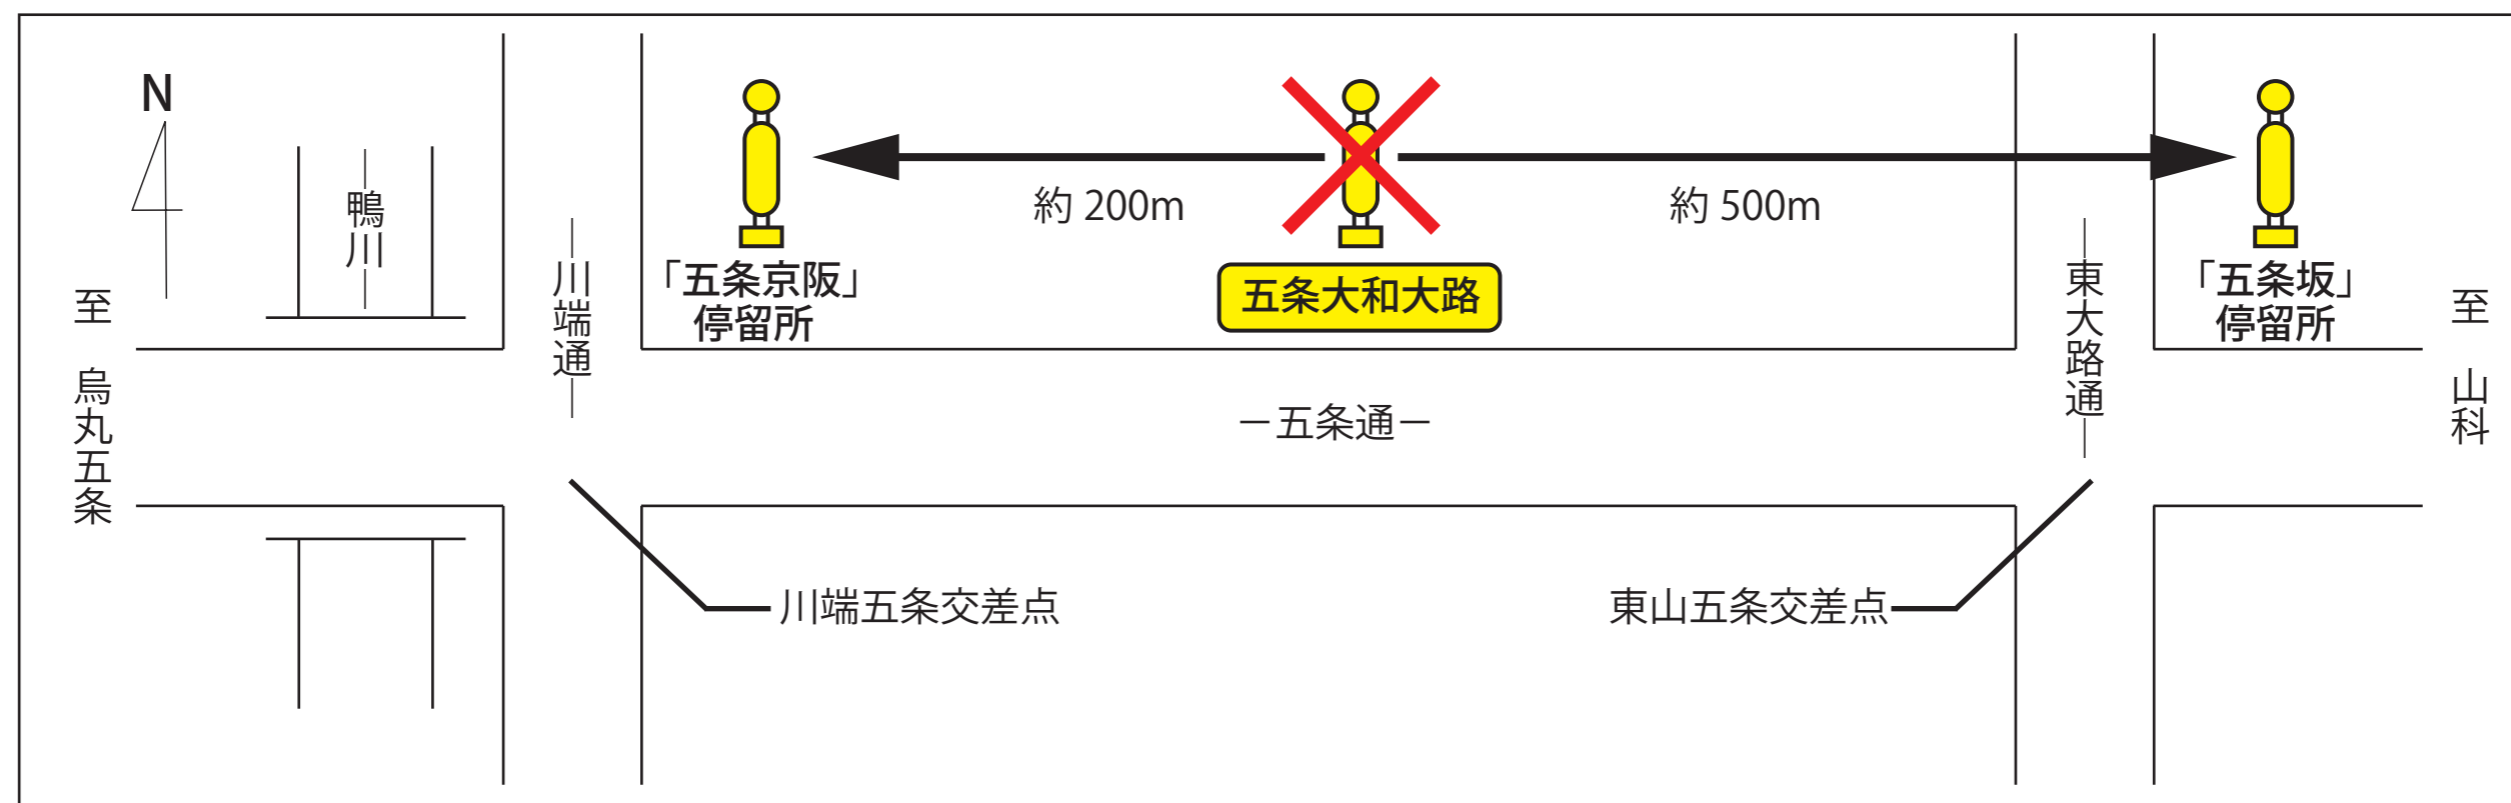 N
鴨川
至 烏丸五条
川端通
「五条京阪」
停留所
約 200m
五条大和大路
約 500m
東大路通
「五条坂」
停留所
至 山科
－五条通－
川端五条交差点
東山五条交差点